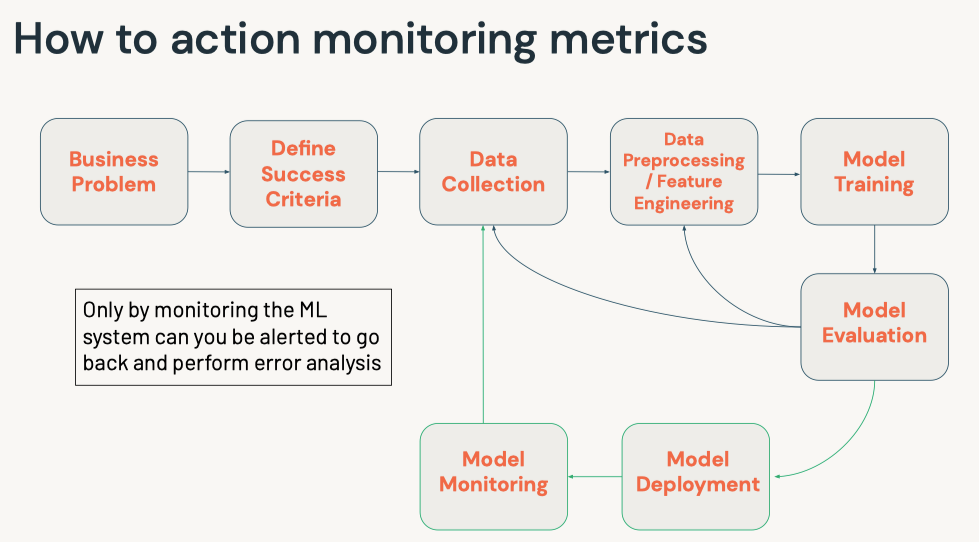 How to action monitoring metrics
Business
Problem
Define
Success
Criteria
Data
Collection
Data
Preprocessing
/ Feature
Engineering
Model
Training
Only by monitoring the ML
system can you be alerted to go
back and perform error analysis
Model
Evaluation
Model
Monitoring
Model
Deployment